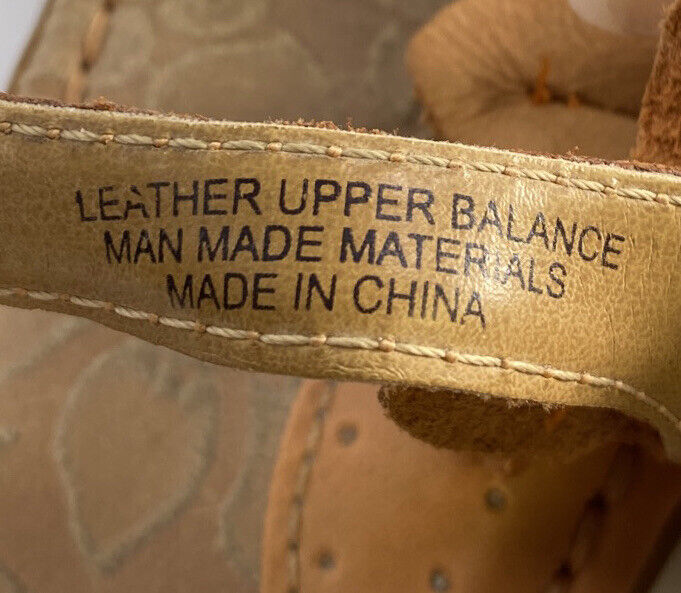 LEATHER UPPER BALANCE
MAN MADE MATERIALS
MADE IN CHINA